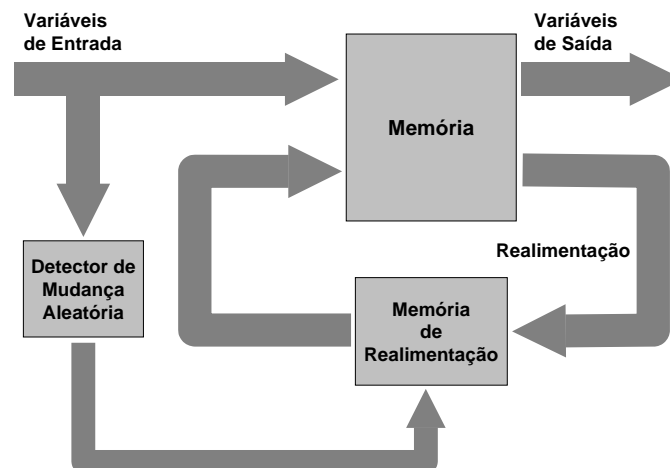 Variáveis
de Entrada
Variáveis
de Saída
Memória
Realimentação
Detector de
Mudança
Aleatória
Memória
de
Realimentação